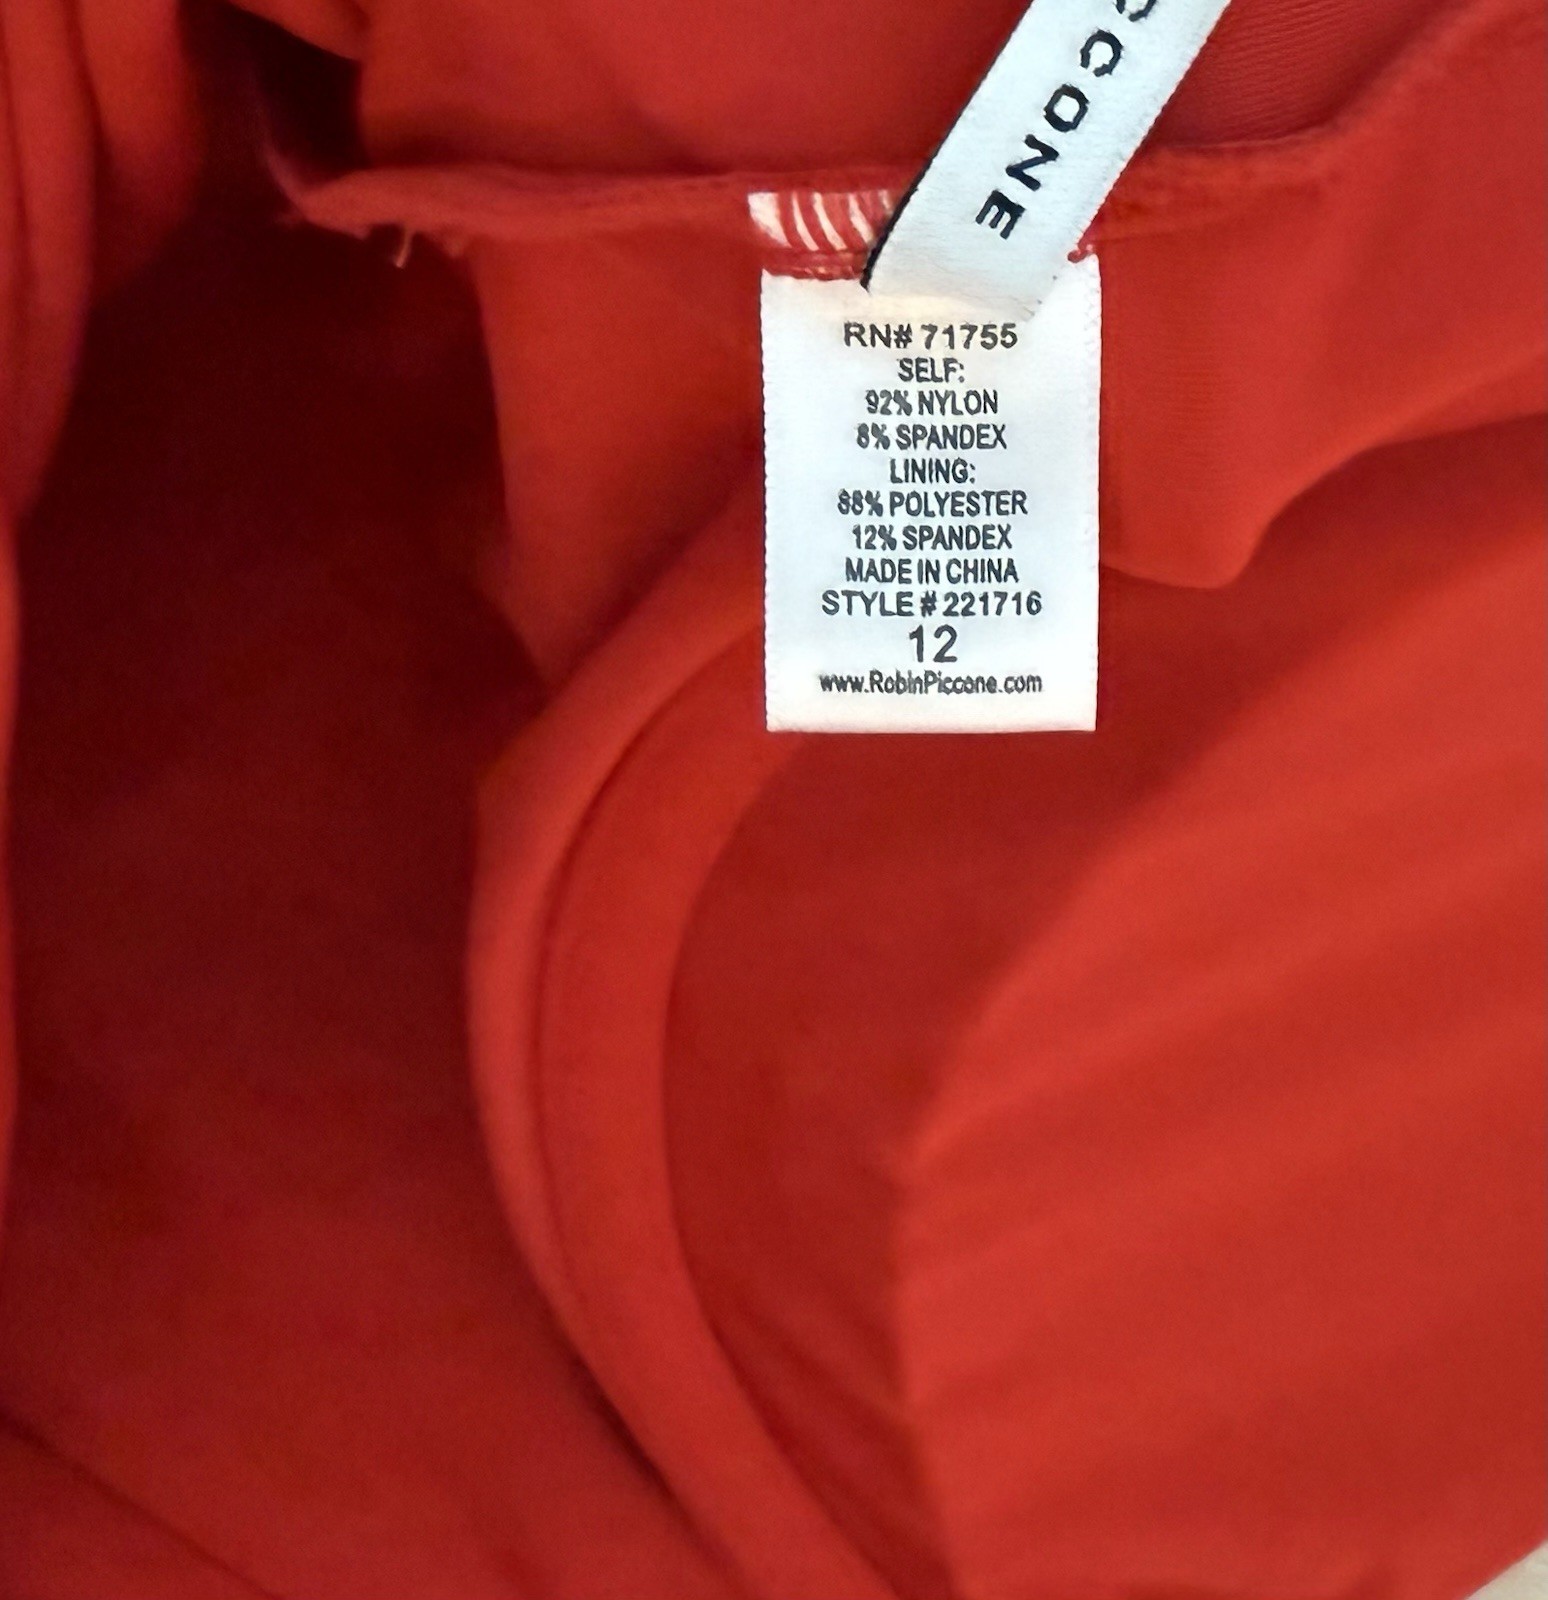 CCONE
RN# 71755
SELF:
92% NYLON
8% SPANDEX
LINING:
88% POLYESTER
12% SPANDEX
MADE IN CHINA
STYLE # 221716
12
www.RobinPiccone.com